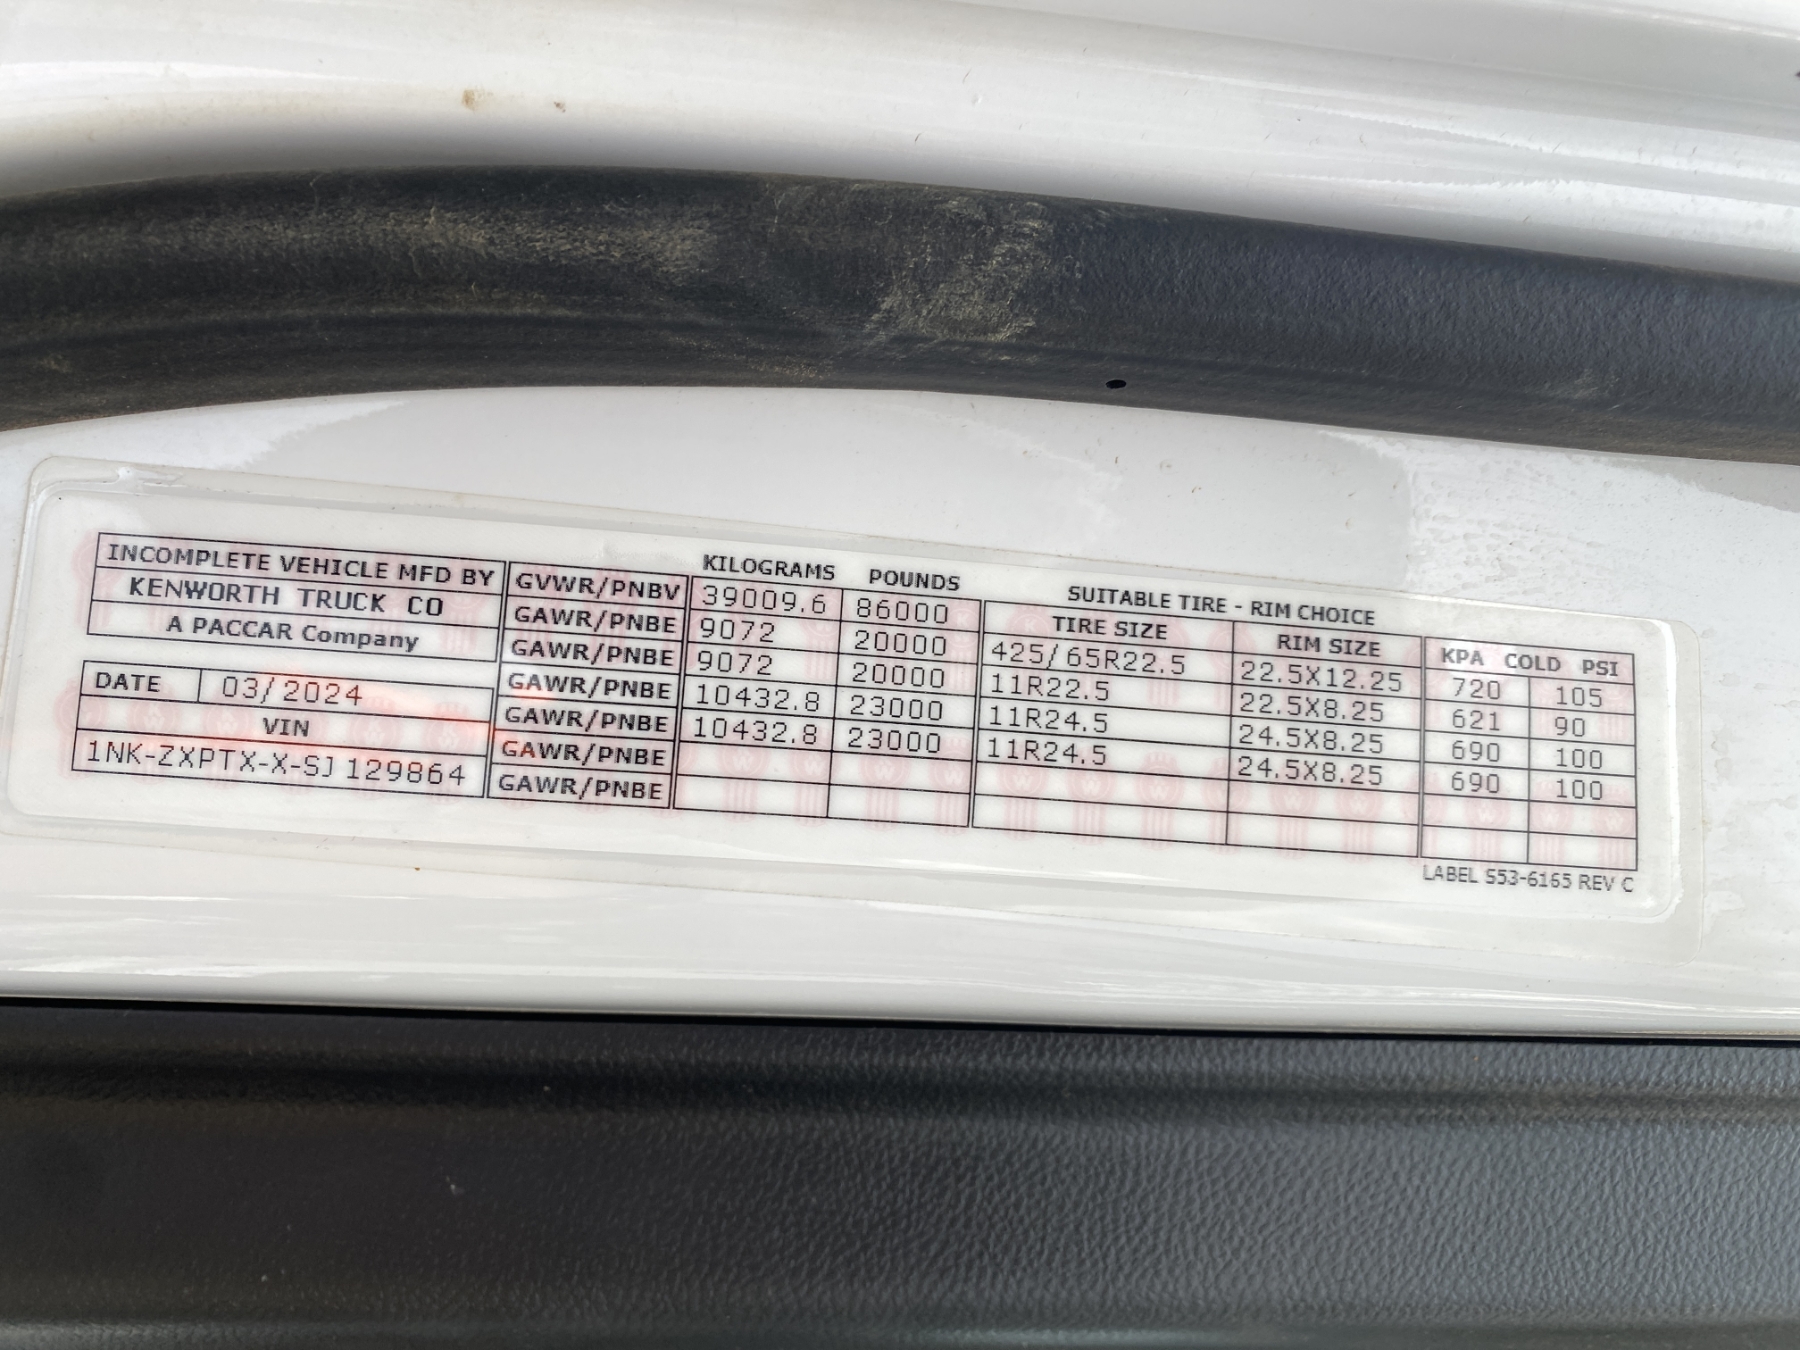 INCOMPLETE VEHICLE MFD BY
KENWORTH TRUCK CO
A PACCAR Company
DATE 03/2024
VIN
1NK-ZXPTX-X-SJ129864
KILOGRAMS POUNDS
GVWR/PNBV 39009.6 86000
GAWR/PNBE 9072 20000
GAWR/PNBE 9072 20000
GAWR/PNBE 10432.8 23000
GAWR/PNBE 10432.8 23000
GAWR/PNBE
GAWR/PNBE
SUITABLE TIRE - RIM CHOICE
TIRE SIZE RIM SIZE KPA COLD PSI
425/65R22.5 22.5X12.25 720 105
11R22.5 22.5X8.25 621 90
11R24.5 24.5X8.25 690 100
11R24.5 24.5X8.25 690 100
LABEL S53-6165 REV C